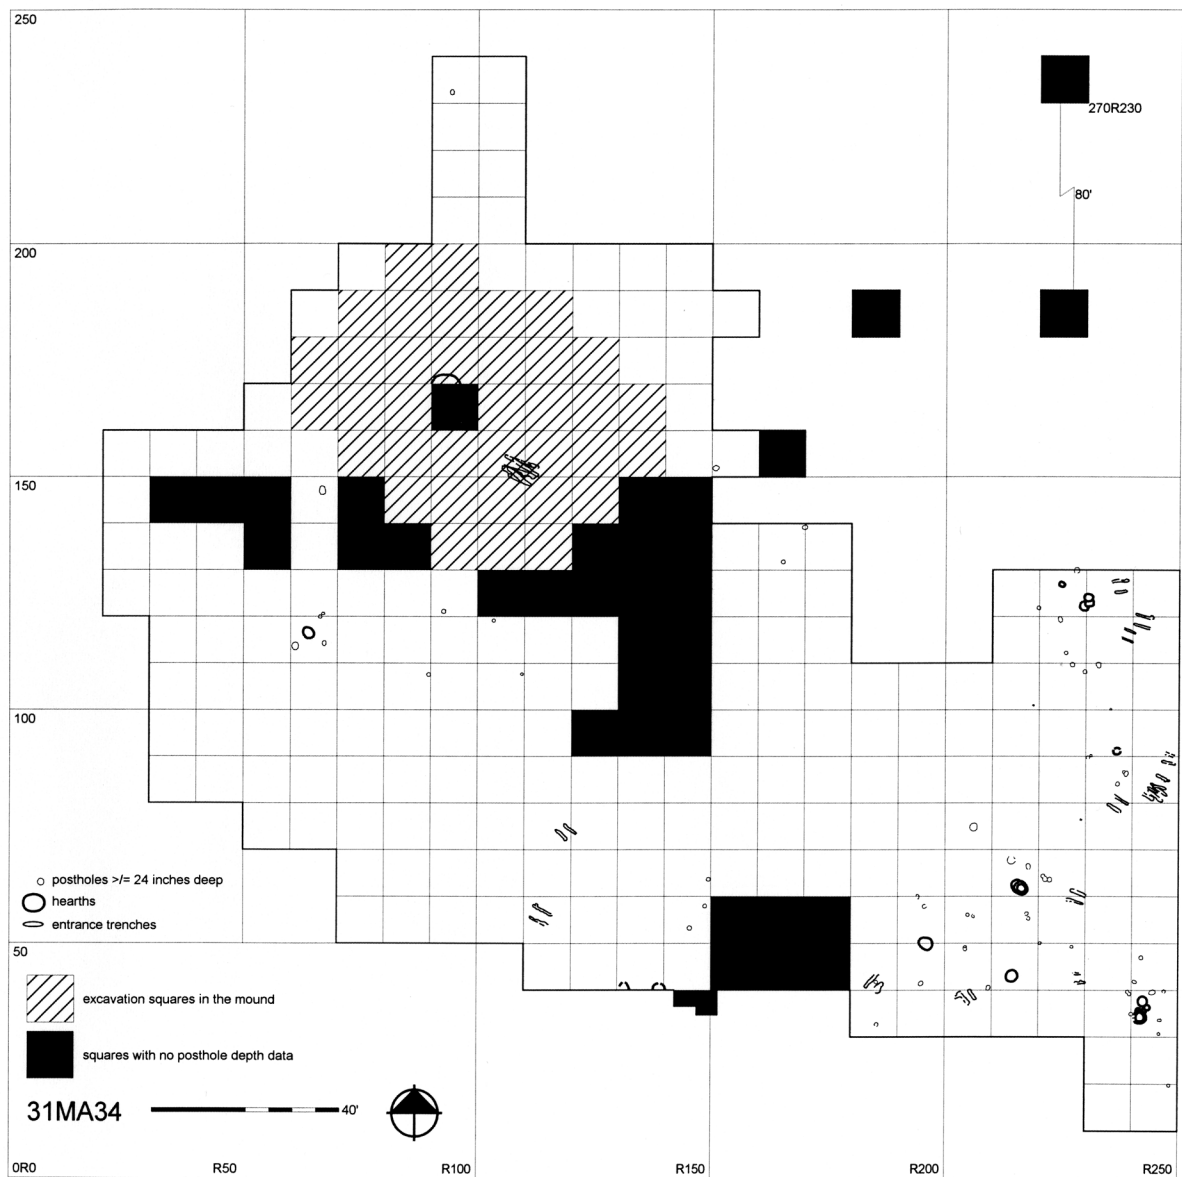 250
270R230
80'
200
150
100
postholes >/= 24 inches deep
hearths
entrance trenches
50
excavation squares in the mound
squares with no posthole depth data
31MA34
40'
0R0 R50 R100 R150 R200 R250